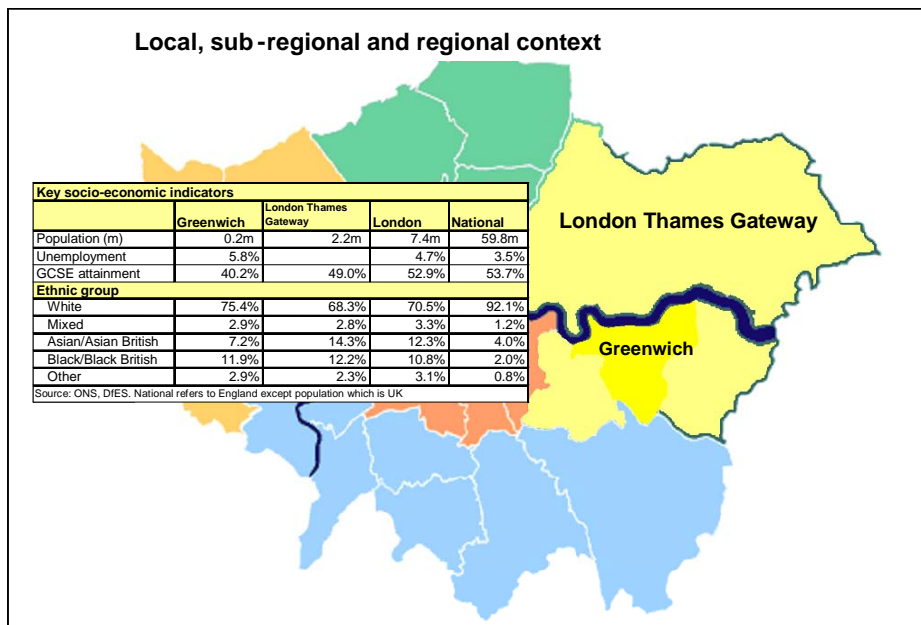 Local, sub-regional and regional context
Key socio-economic indicators
Greenwich London Thames Gateway London National
Population (m) 0.2m 2.2m 7.4m 59.8m
Unemployment 5.8% 4.7% 3.5%
GCSE attainment 40.2% 49.0% 52.9% 53.7%
Ethnic group
White 75.4% 68.3% 70.5% 92.1%
Mixed 2.9% 2.8% 3.3% 1.2%
Asian/Asian British 7.2% 14.3% 12.3% 4.0%
Black/Black British 11.9% 12.2% 10.8% 2.0%
Other 2.9% 2.3% 3.1% 0.8%
Source: ONS, DfES. National refers to England except population which is UK
London Thames Gateway
Greenwich